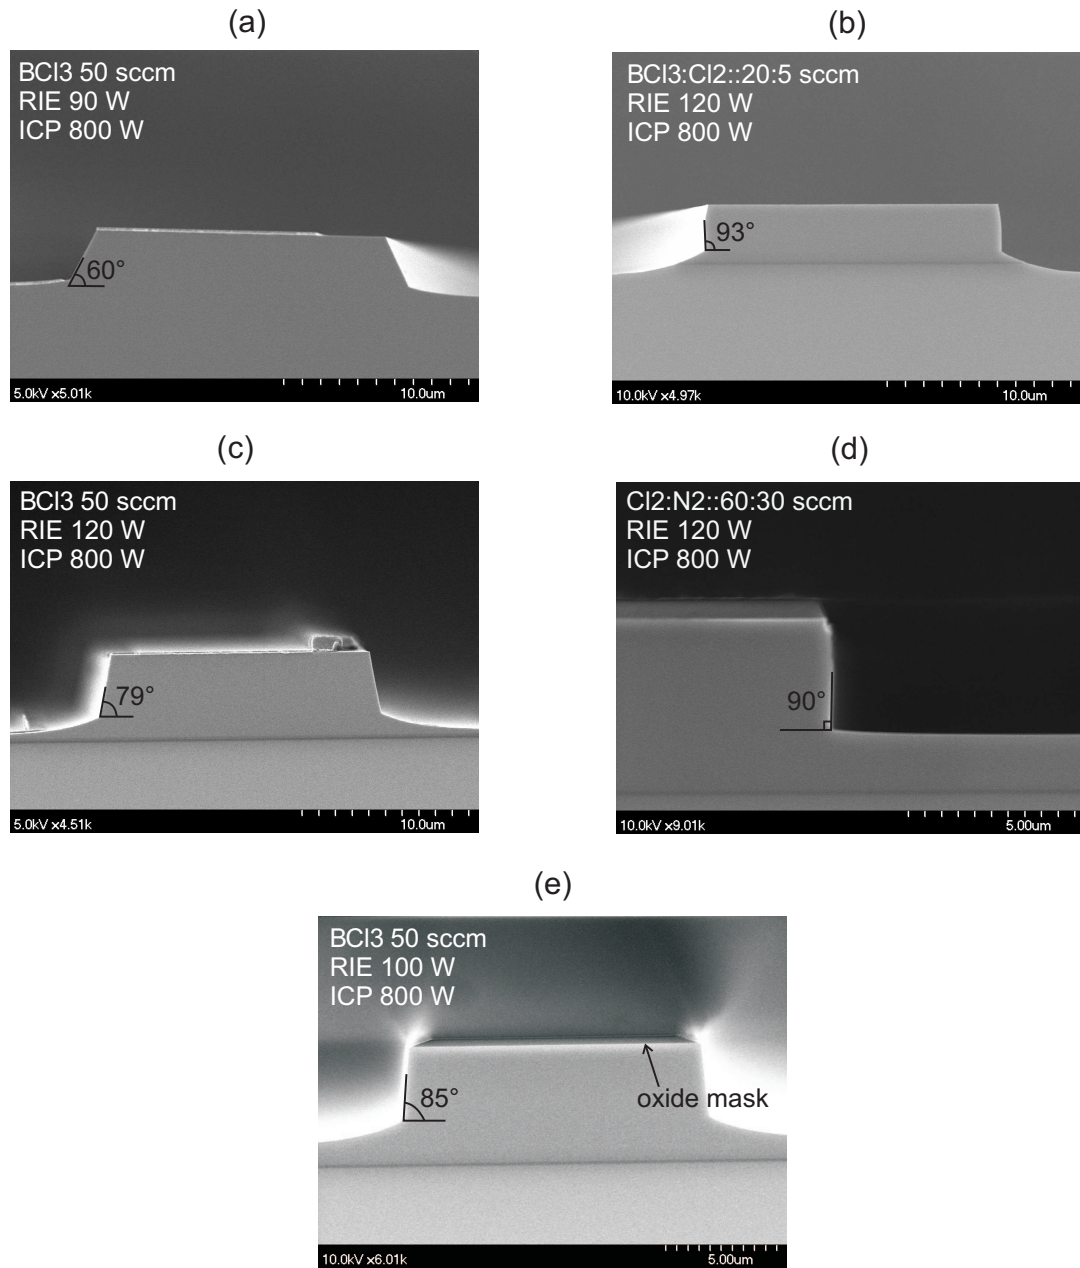 (a)
BCl3 50 sccm
RIE 90 W
ICP 800 W
60°
5.0kV x5.01k
10.0um
(b)
BCl3:Cl2::20:5 sccm
RIE 120 W
ICP 800 W
93°
10.0kV x4.97k
10.0um
(c)
BCl3 50 sccm
RIE 120 W
ICP 800 W
79°
5.0kV x4.51k
10.0um
(d)
Cl2:N2::60:30 sccm
RIE 120 W
ICP 800 W
90°
10.0kV x9.01k
5.00um
(e)
BCl3 50 sccm
RIE 100 W
ICP 800 W
85°
oxide mask
10.0kV x6.01k
5.00um